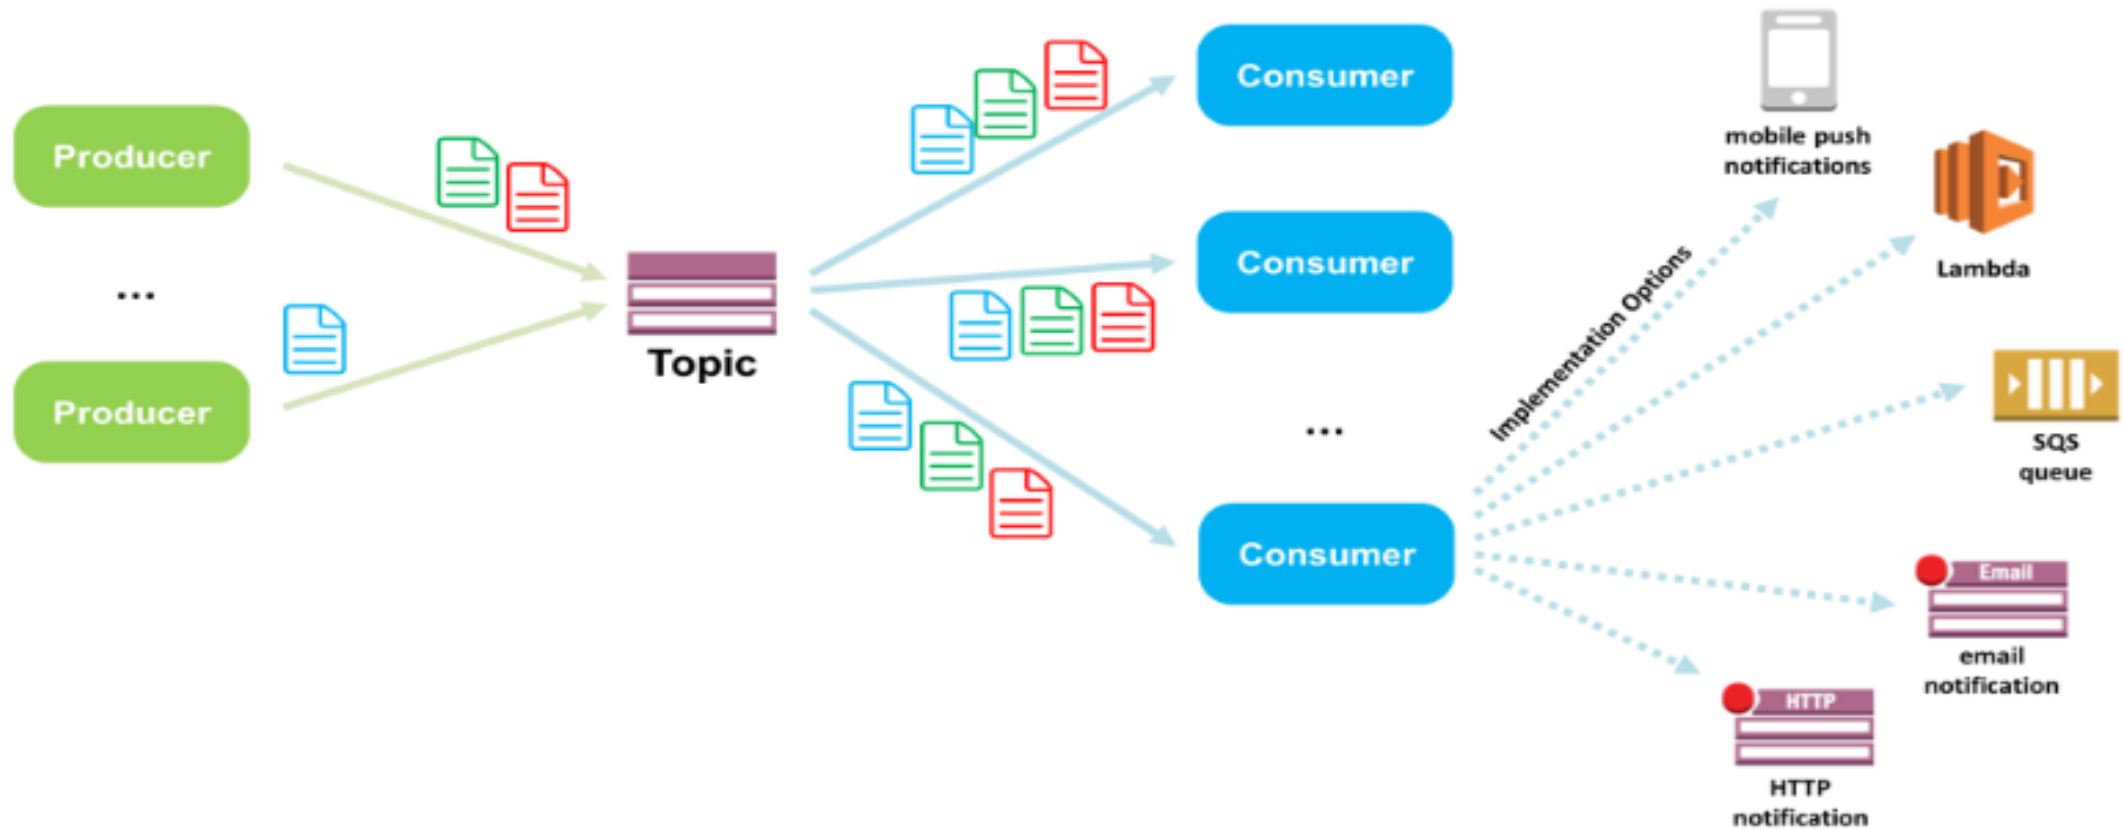 Producer
...
Producer
Topic
Consumer
Consumer
...
Consumer
Implementation Options
mobile push
notifications
Lambda
SQS
queue
Email
email
notification
HTTP
HTTP
notification